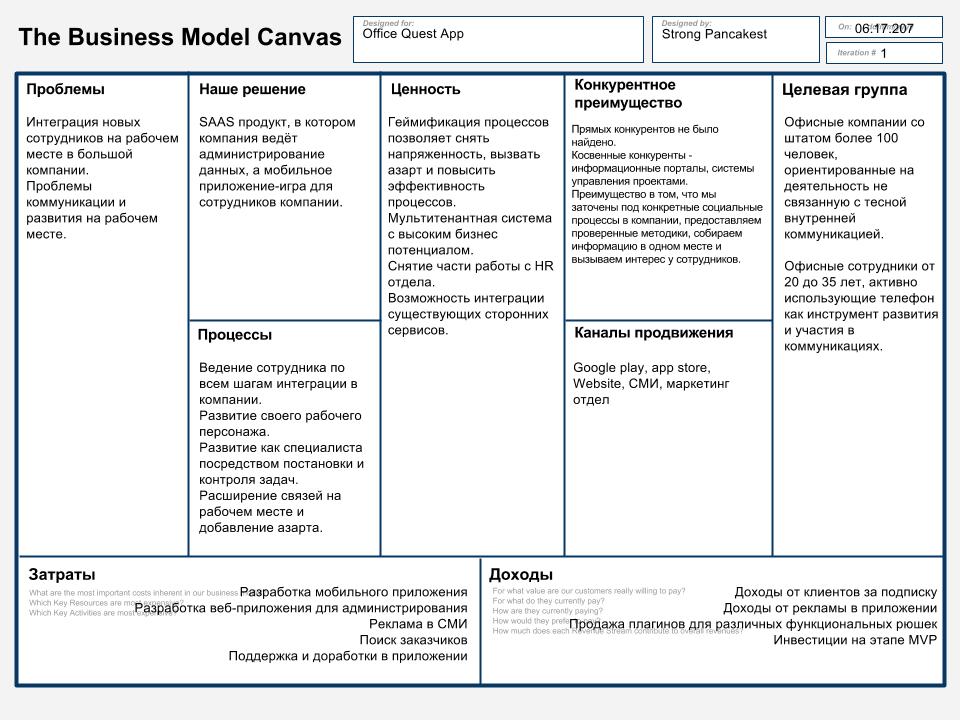 The Business Model Canvas
Designed for:
Office Quest App
Designed by:
Strong Pancakest
On:
06.17.207
Iteration #
1
Проблемы
Интеграция новых
сотрудников на рабочем
месте в большой
компании.
Проблемы
коммуникации и
развития на рабочем
месте.
Наше решение
SAAS продукт, в котором
компания ведёт
администрирование
данных, а мобильное
приложение-игра для
сотрудников компании.
Процессы
Ведение сотрудника по
всем шагам интеграции в
компании.
Развитие своего рабочего
персонажа.
Развитие как специалиста
посредством постановки и
контроля задач.
Расширение связей на
рабочем месте и
добавление азарта.
Ценность
Геймификация процессов
позволяет снять
напряженность, вызвать
азарт и повысить
эффективность
процессов.
Мультитенантная система
с высоким бизнес
потенциалом.
Снятие части работы с HR
отдела.
Возможность интеграции
существующих сторонних
сервисов.
Конкурентное
преимущество
Прямых конкурентов не было
найдено.
Косвенные конкуренты -
информационные порталы, системы
управления проектами.
Преимущество в том, что мы
заточены под конкретные социальные
процессы в компании, предоставляем
проверенные методики, собираем
информацию в одном месте и
вызываем интерес у сотрудников.
Каналы продвижения
Google play, app store,
Website, СМИ, маркетинг
отдел
Целевая группа
Офисные компании со
штатом более 100
человек,
ориентированные на
деятельность не
связанную с тесной
внутренней
коммуникацией.
Офисные сотрудники от
20 до 35 лет, активно
использующие телефон
как инструмент развития
и участия в
коммуникациях.
Затраты
What are the most important costs inherent in our business
Which Key Resources are most expensive?
Which Key Activities are most expensive?
Разработка мобильного приложения
Разработка веб-приложения для администрирования
Реклама в СМИ
Поиск заказчиков
Поддержка и доработки в приложении
Доходы
For what value are our customers really willing to pay?
For what do they currently pay?
How are they currently paying?
How would they prefer
How much does each Revenue Stream contribute to overall revenues?
Доходы от клиентов за подписку
Доходы от рекламы в приложении
Продажа плагинов для различных функциональных рюшек
Инвестиции на этапе MVP